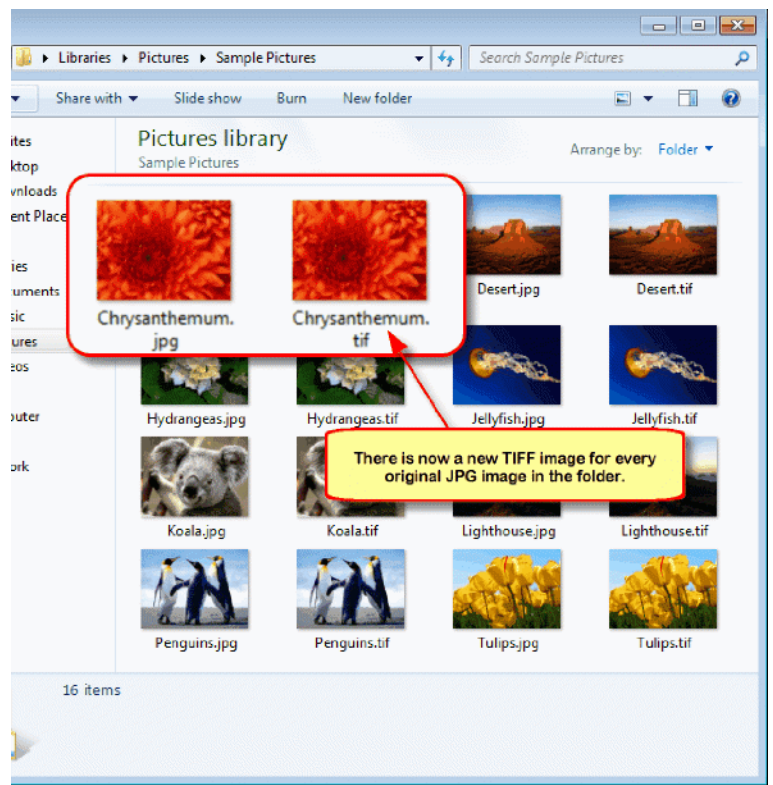 Libraries ▸ Pictures ▸ Sample Pictures
Search Sample Pictures
Share with
Slide show
Burn
New folder
Pictures library
Sample Pictures
Arrange by: Folder
ites
ktop
vnloads
ent Place
ies
uments
sic
ures
eos
outer
ork
Chrysanthemum.
jpg
Chrysanthemum.
tif
Desert.jpg
Desert.tif
Hydrangeas.jpg
Hydrangeas.tif
Jellyfish.jpg
Jellyfish.tif
There is now a new TIFF image for every
original JPG image in the folder.
Koala.jpg
Koala.tif
Lighthouse.jpg
Lighthouse.tif
Penguins.jpg
Penguins.tif
Tulips.jpg
Tulips.tif
16 items